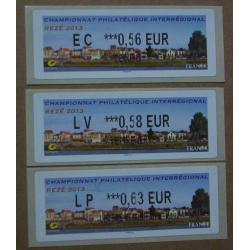 CHAMPIONNAT PHILATÉLIQUE INTERRÉGIONAL
REZÉ 2013
EC ***0,56 EUR
FRANCE
CHAMPIONNAT PHILATÉLIQUE INTERRÉGIONAL
REZÉ 2013
LV ***0,58 EUR
FRANCE
CHAMPIONNAT PHILATÉLIQUE INTERRÉGIONAL
REZÉ 2013
LP ***0,63 EUR
FRANCE